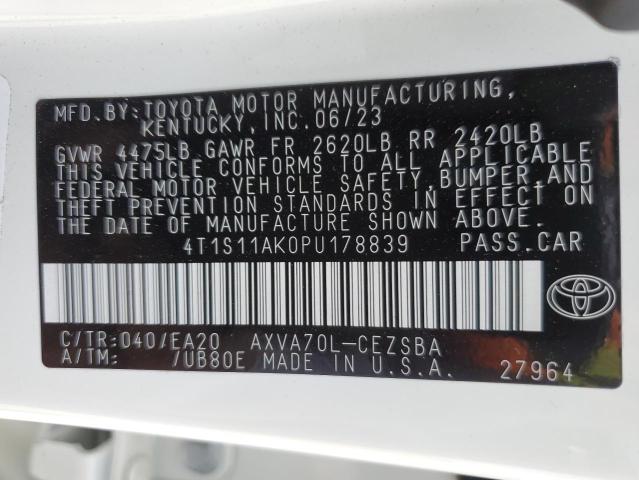 MFD.BY:TOYOTA MOTOR MANUFACTURING,
KENTUCKY,INC.06/23
GVWR 4475LB GAWR FR 2620LB RR 2420LB
THIS VEHICLE CONFORMS TO ALL APPLICABLE
FEDERAL MOTOR VEHICLE SAFETY,BUMPER,AND
THEFT PREVENTION STANDARDS IN EFFECT ON
THE DATE OF MANUFACTURE SHOWN ABOVE.
4T1S11AK0PU178839 PASS.CAR
C/TR:040/EA20 AXVA70L-CEZSBA
A/TM: /UB80E MADE IN U.S.A. 27964